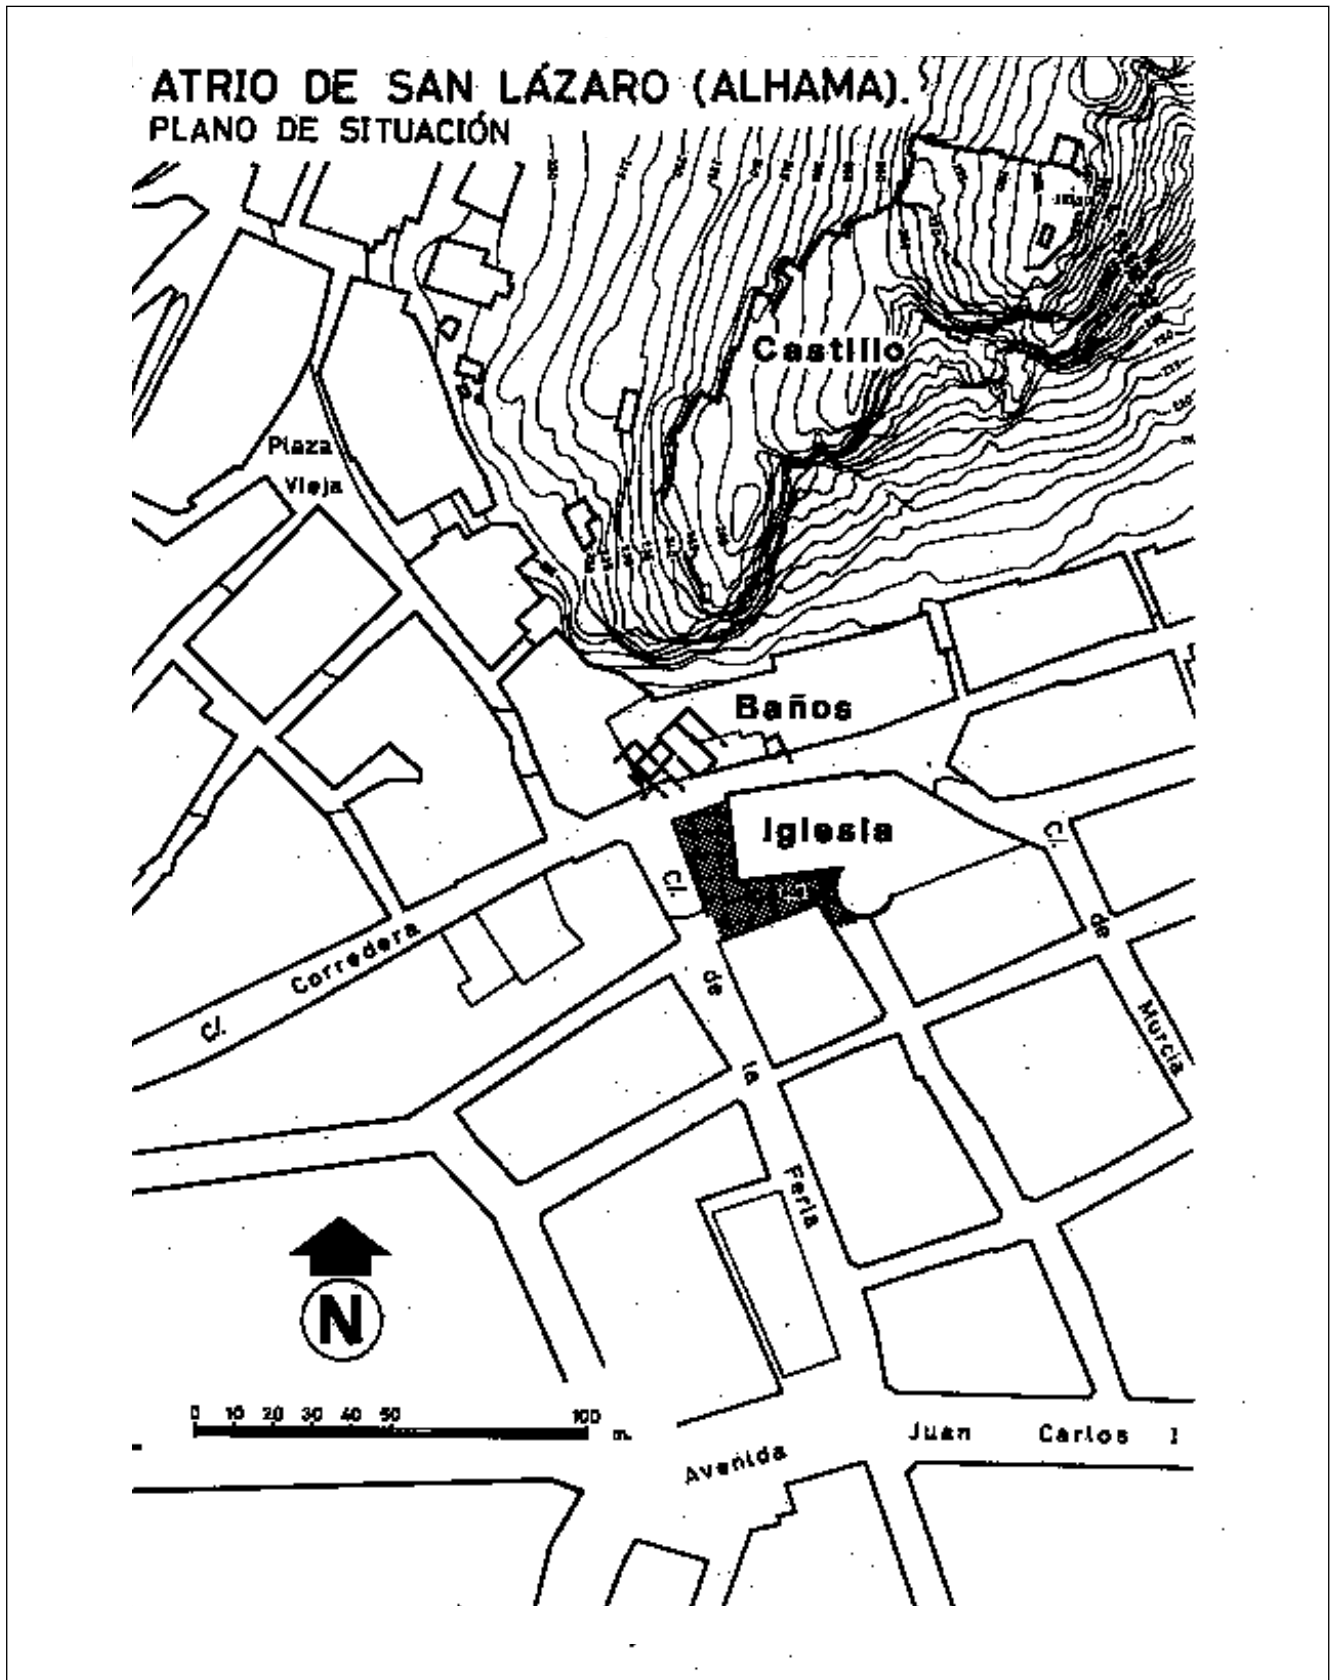 ATRIO DE SAN LÁZARO (ALHAMA).
PLANO DE SITUACIÓN
Castillo
Plaza
Vieja
Baños
Iglesia
C/.
C/.
Corredera
C/.
de
la
Feria
de
Murcia
N
0 10 20 30 40 50 100
m.
Avenida
Juan Carlos I